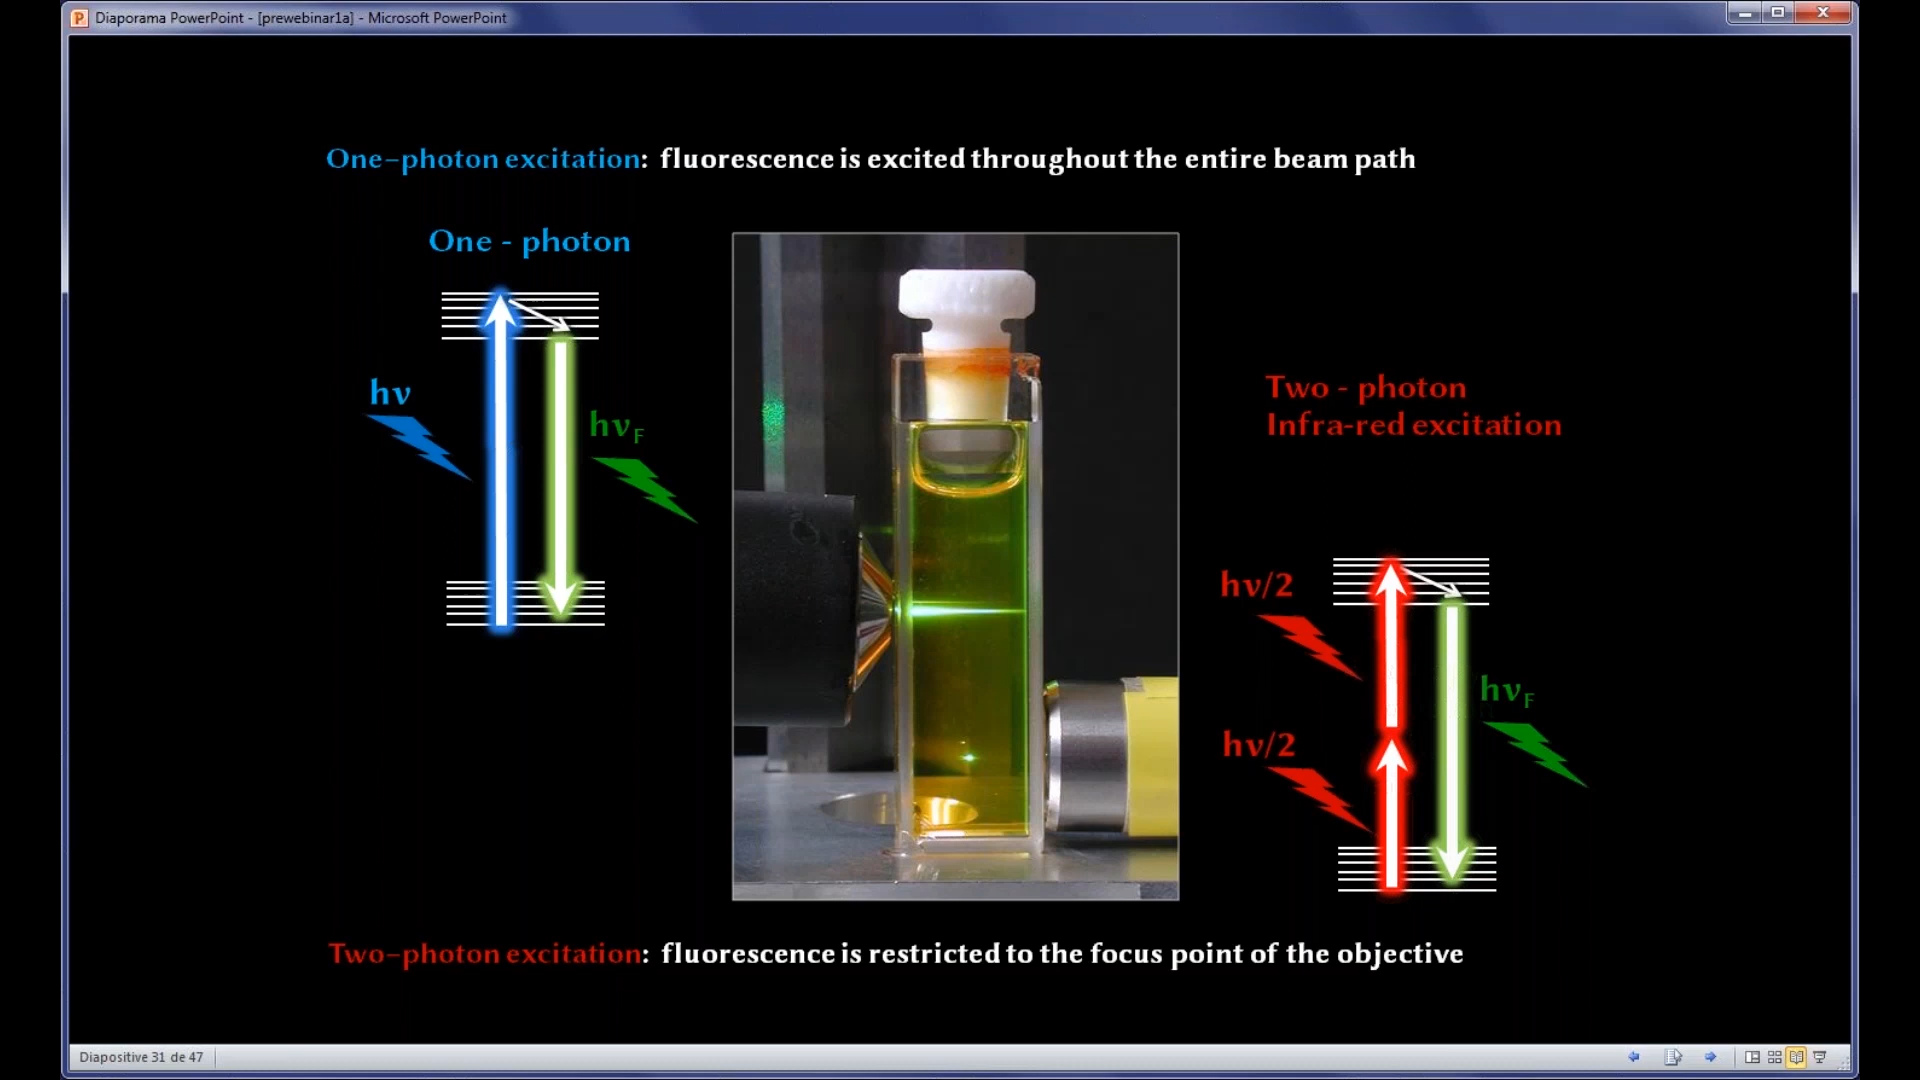 Diaporama PowerPoint - [prewebinar1a] - Microsoft PowerPoint
One-photon excitation: fluorescence is excited throughout the entire beam path
One - photon
hν
hνF
Two - photon
Infra-red excitation
hν/2
hνF
hν/2
Two-photon excitation: fluorescence is restricted to the focus point of the objective
Diapositive 31 de 47